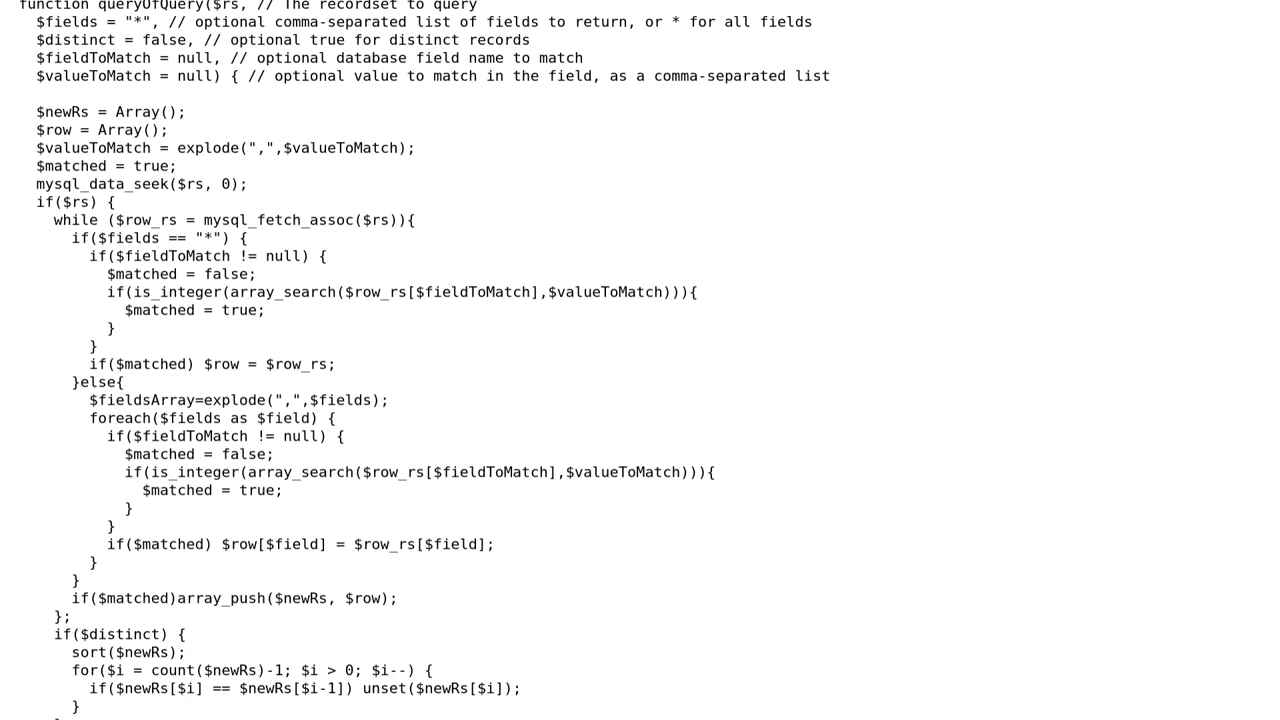 function queryOfQuery($rs, // The recordset to query
  $fields = "*", // optional comma-separated list of fields to return, or * for all fields
  $distinct = false, // optional true for distinct records
  $fieldToMatch = null, // optional database field name to match
  $valueToMatch = null) { // optional value to match in the field, as a comma-separated list

  $newRs = Array();
  $row = Array();
  $valueToMatch = explode(",",$valueToMatch);
  $matched = true;
  mysql_data_seek($rs, 0);
  if($rs) {
    while ($row_rs = mysql_fetch_assoc($rs)){
      if($fields == "*") {
        if($fieldToMatch != null) {
          $matched = false;
          if(is_integer(array_search($row_rs[$fieldToMatch],$valueToMatch))){
            $matched = true;
          }
        }
        if($matched) $row = $row_rs;
      }else{
        $fieldsArray=explode(",",$fields);
        foreach($fields as $field) {
          if($fieldToMatch != null) {
            $matched = false;
            if(is_integer(array_search($row_rs[$fieldToMatch],$valueToMatch))){
              $matched = true;
            }
          }
          if($matched) $row[$field] = $row_rs[$field];
        }
      }
      if($matched)array_push($newRs, $row);
    };
    if($distinct) {
      sort($newRs);
      for($i = count($newRs)-1; $i > 0; $i--) {
        if($newRs[$i] == $newRs[$i-1]) unset($newRs[$i]);
      }